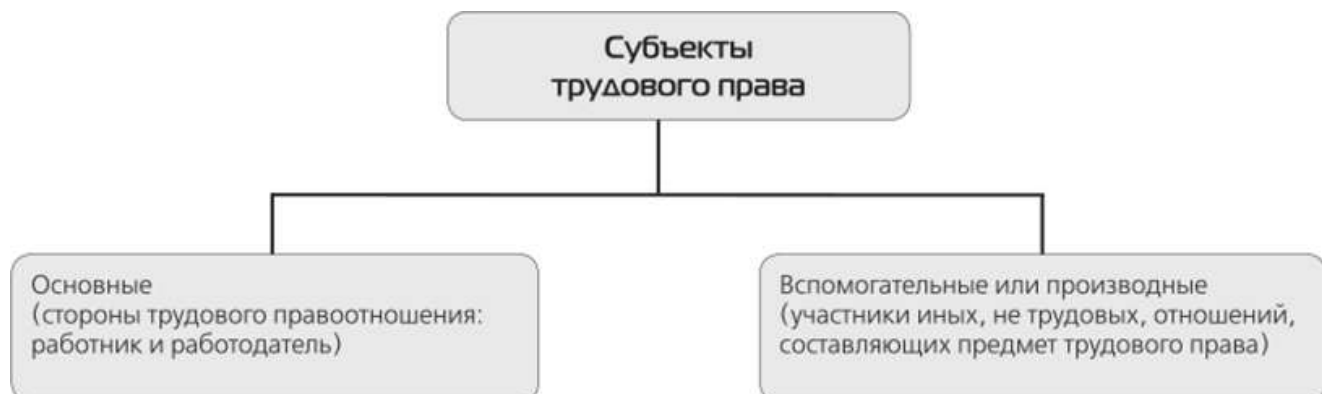 Субъекты
трудового права
Основные
(стороны трудового правоотношения:
работник и работодатель)
Вспомогательные или производные
(участники иных, не трудовых, отношений,
составляющих предмет трудового права)